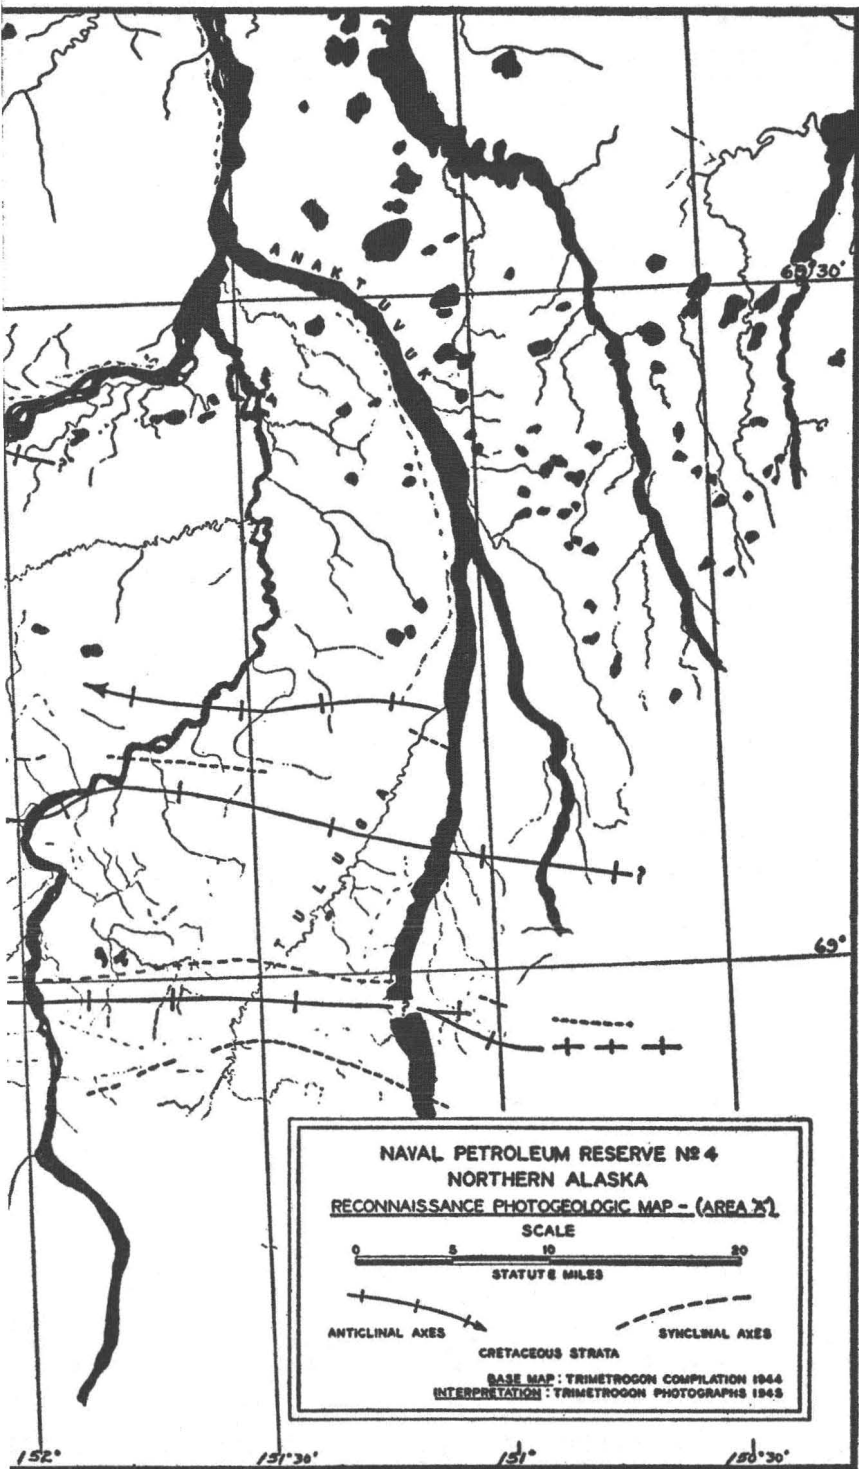 ANAKTUVUK
69°30'
TULUGA
?
69°
NAVAL PETROLEUM RESERVE Nº 4
NORTHERN ALASKA
RECONNAISSANCE PHOTOGEOLOGIC MAP - (AREA "A")
SCALE
0 5 10 20
STATUTE MILES
ANTICLINAL AXES
SYNCLINAL AXES
CRETACEOUS STRATA
BASE MAP : TRIMETROGON COMPILATION 1944
INTERPRETATION : TRIMETROGON PHOTOGRAPHS 1943
152° 151°30' 151° 150°30'